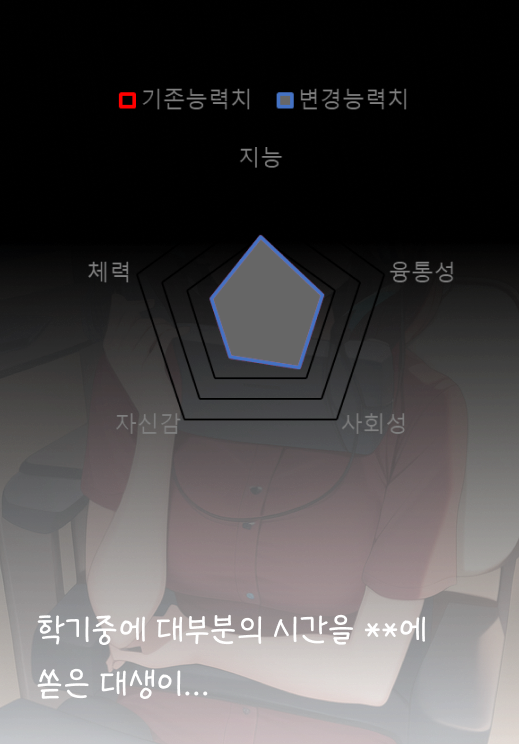 기존능력치 변경능력치
지능
체력 융통성
자신감 사회성
학기중에 대부분의 시간을 **에
쏟은 대생이...